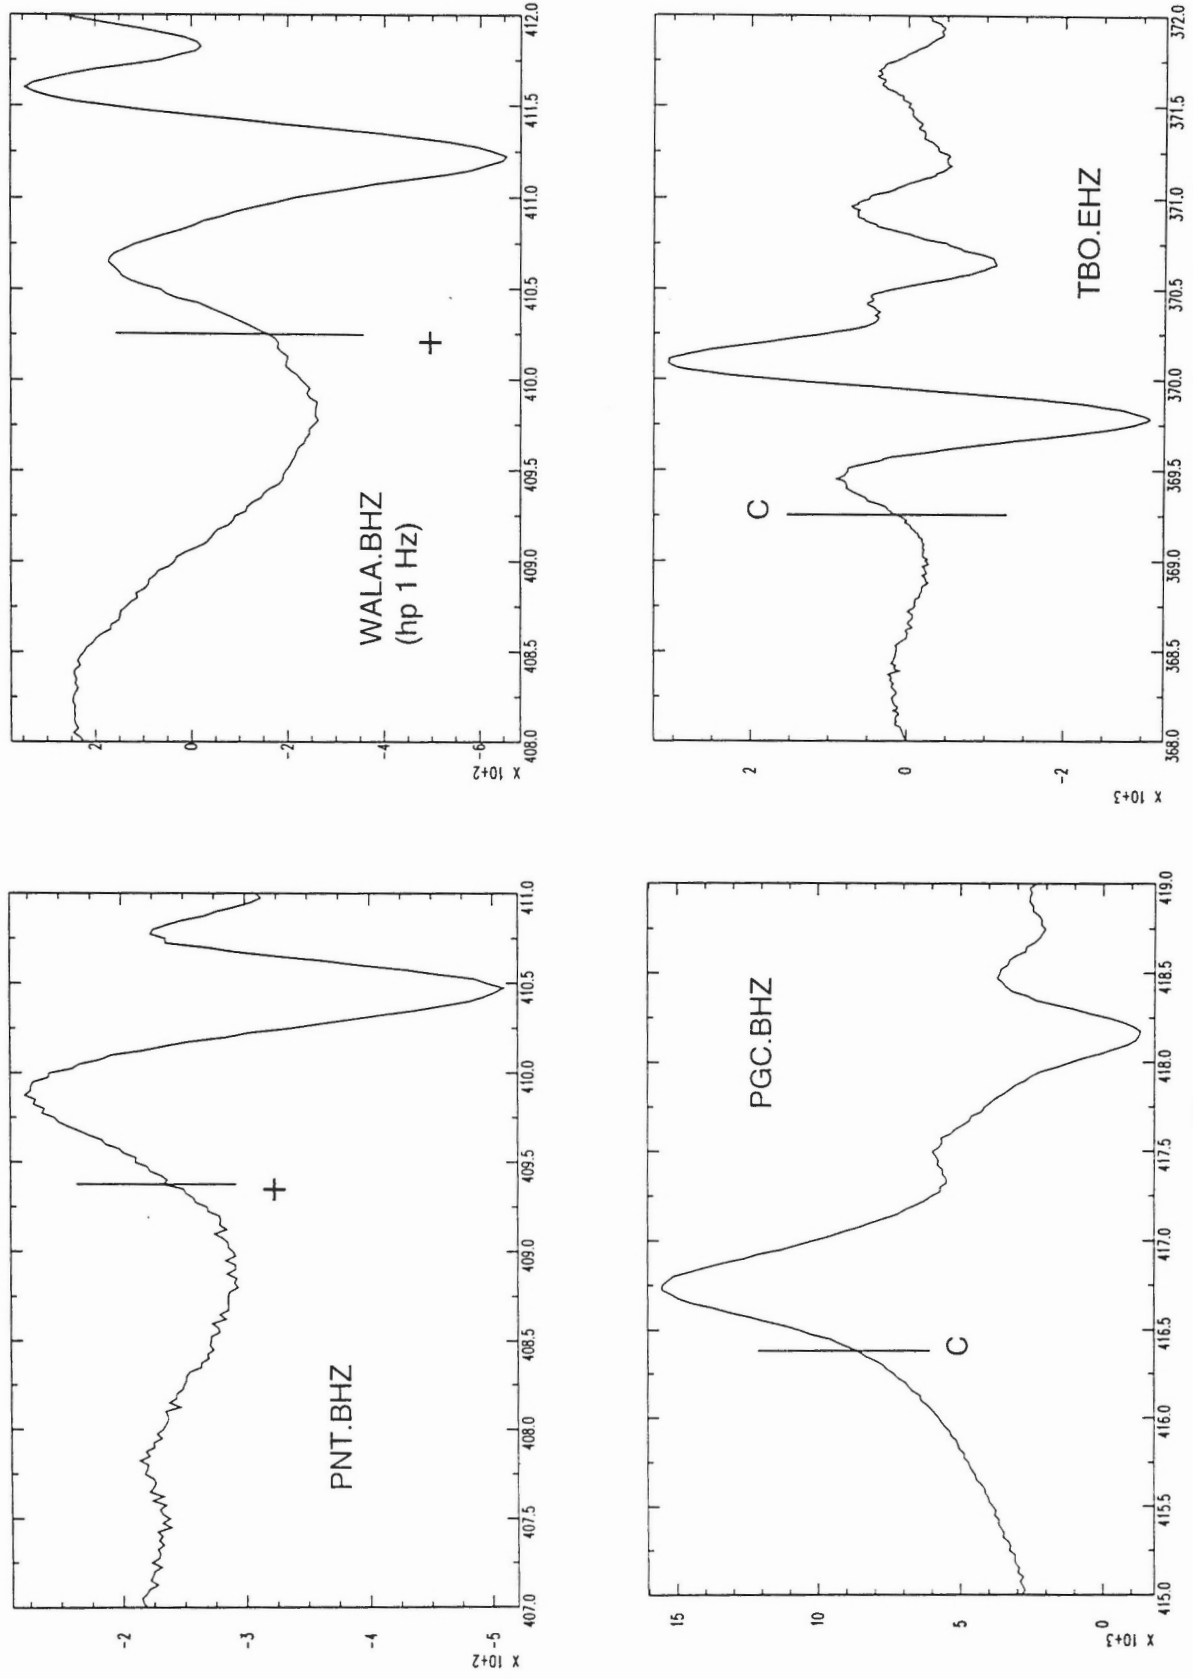 PNT.BHZ
+
-2
-3
-4
-5
X 10+2
407.0 407.5 408.0 408.5 409.0 409.5 410.0 410.5 411.0
WALA.BHZ
(hp 1 Hz)
+
2
0
-2
-4
-6
X 10+2
408.0 408.5 409.0 409.5 410.0 410.5 411.0 411.5 412.0
PGC.BHZ
C
15
10
5
0
X 10+3
415.0 415.5 416.0 416.5 417.0 417.5 418.0 418.5 419.0
C
TBO.EHZ
2
0
-2
X 10+3
368.0 368.5 369.0 369.5 370.0 370.5 371.0 371.5 372.0